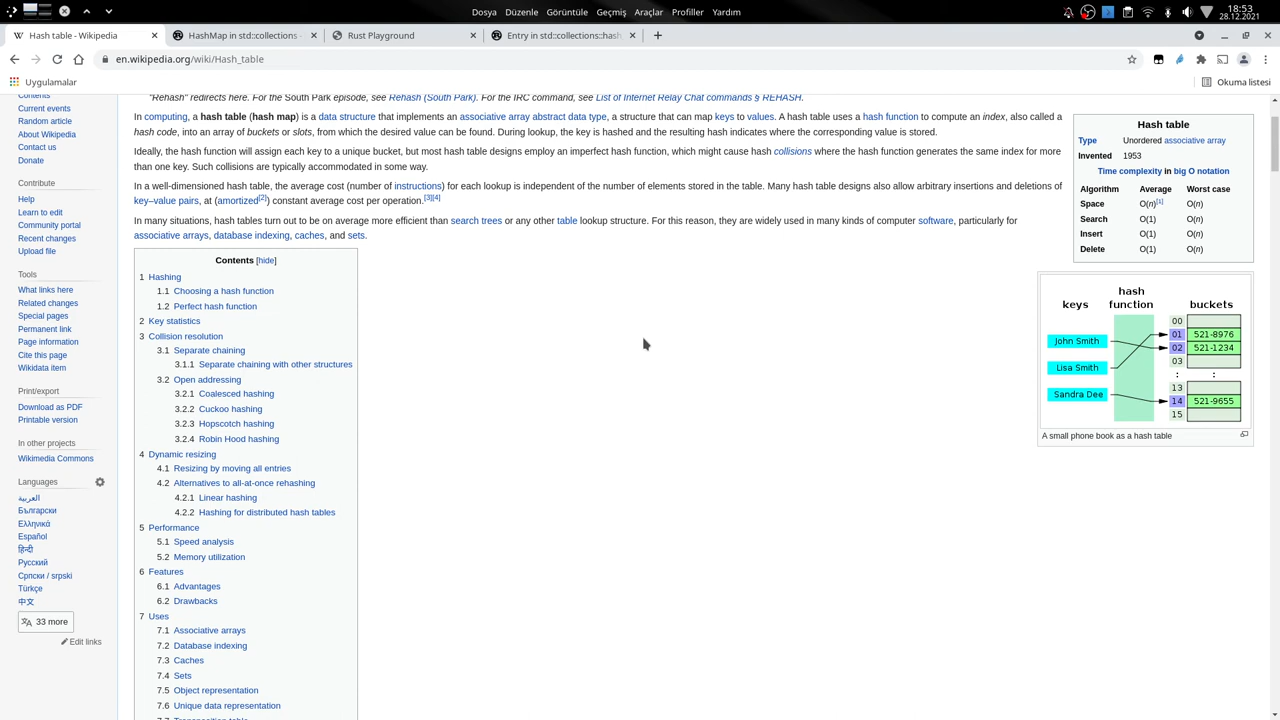 Dosya Düzenle Görüntüle Geçmiş Araçlar Profiller Yardım
18:53
28.12.2021
Hash table - Wikipedia
HashMap in std::collections -
Rust Playground
Entry in std::collections::hash
en.wikipedia.org/wiki/Hash_table
Uygulamalar
Okuma listesi
Contents
Current events
Random article
About Wikipedia
Contact us
Donate
Contribute
Help
Learn to edit
Community portal
Recent changes
Upload file
Tools
What links here
Related changes
Special pages
Permanent link
Page information
Cite this page
Wikidata item
Print/export
Download as PDF
Printable version
In other projects
Wikimedia Commons
Languages
العربية
Български
Ελληνικά
Español
हिन्दी
Русский
Српски / srpski
Türkçe
中文
33 more
Edit links
"Rehash" redirects here. For the South Park episode, see Rehash (South Park). For the IRC command, see List of Internet Relay Chat commands § REHASH.
In computing, a hash table (hash map) is a data structure that implements an associative array abstract data type, a structure that can map keys to values. A hash table uses a hash function to compute an index, also called a
hash code, into an array of buckets or slots, from which the desired value can be found. During lookup, the key is hashed and the resulting hash indicates where the corresponding value is stored.
Ideally, the hash function will assign each key to a unique bucket, but most hash table designs employ an imperfect hash function, which might cause hash collisions where the hash function generates the same index for more
than one key. Such collisions are typically accommodated in some way.
In a well-dimensioned hash table, the average cost (number of instructions) for each lookup is independent of the number of elements stored in the table. Many hash table designs also allow arbitrary insertions and deletions of
key–value pairs, at (amortized[2]) constant average cost per operation.[3][4]
In many situations, hash tables turn out to be on average more efficient than search trees or any other table lookup structure. For this reason, they are widely used in many kinds of computer software, particularly for
associative arrays, database indexing, caches, and sets.
Contents [hide]
1 Hashing
1.1 Choosing a hash function
1.2 Perfect hash function
2 Key statistics
3 Collision resolution
3.1 Separate chaining
3.1.1 Separate chaining with other structures
3.2 Open addressing
3.2.1 Coalesced hashing
3.2.2 Cuckoo hashing
3.2.3 Hopscotch hashing
3.2.4 Robin Hood hashing
4 Dynamic resizing
4.1 Resizing by moving all entries
4.2 Alternatives to all-at-once rehashing
4.2.1 Linear hashing
4.2.2 Hashing for distributed hash tables
5 Performance
5.1 Speed analysis
5.2 Memory utilization
6 Features
6.1 Advantages
6.2 Drawbacks
7 Uses
7.1 Associative arrays
7.2 Database indexing
7.3 Caches
7.4 Sets
7.5 Object representation
7.6 Unique data representation
7.7 Transposition table
Hash table
Type Unordered associative array
Invented 1953
Time complexity in big O notation
Algorithm Average Worst case
Space O(n)[1] O(n)
Search O(1) O(n)
Insert O(1) O(n)
Delete O(1) O(n)
hash
keys function buckets
00
01 521-8976
John Smith
02 521-1234
03
Lisa Smith
: :
13
Sandra Dee
14 521-9655
15
A small phone book as a hash table